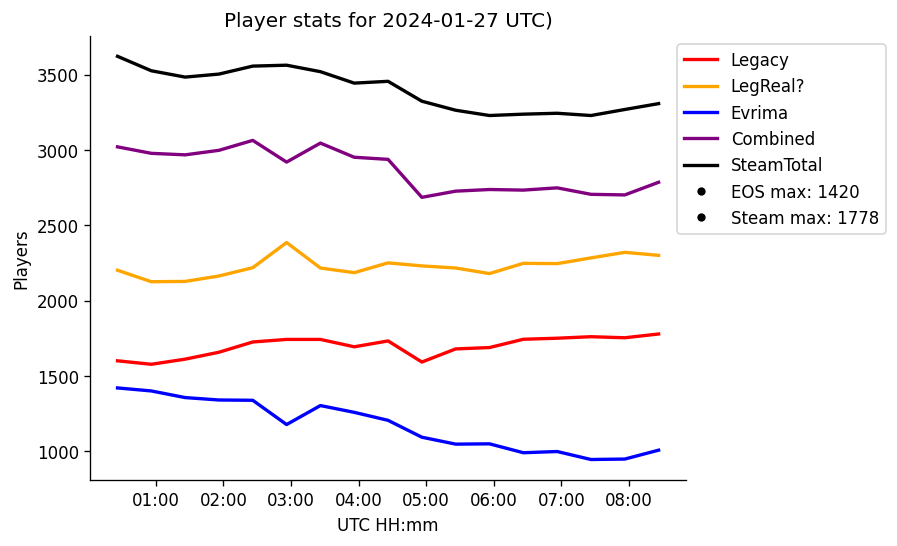 Player stats for 2024-01-27 UTC)
Legacy
LegReal?
Evrima
Combined
SteamTotal
EOS max: 1420
Steam max: 1778
Players
3500
3000
2500
2000
1500
1000
01:00 02:00 03:00 04:00 05:00 06:00 07:00 08:00
UTC HH:mm